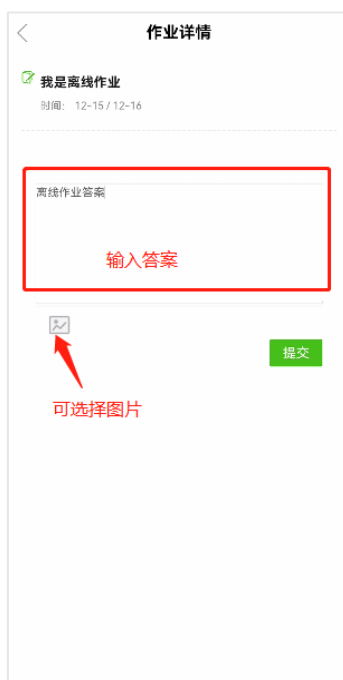 作业详情
我是离线作业
时间: 12-15 / 12-16
离线作业答案
输入答案
提交
可选择图片